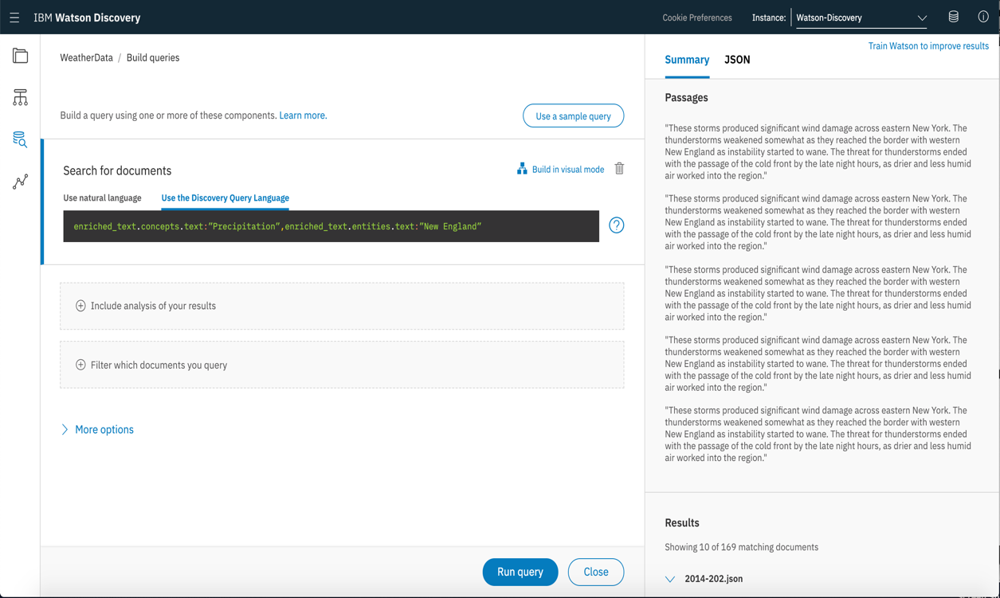 IBM Watson Discovery
Cookie Preferences
Instance:
Watson-Discovery
WeatherData / Build queries
Build a query using one or more of these components. Learn more.
Use a sample query
Search for documents
Build in visual mode
Use natural language
Use the Discovery Query Language
enriched_text.concepts.text:”Precipitation”,enriched_text.entities.text:”New England”
Include analysis of your results
Filter which documents you query
More options
Run query
Close
Train Watson to improve results
Summary
JSON
Passages
"These storms produced significant wind damage across eastern New York. The
thunderstorms weakened somewhat as they reached the border with western
New England as instability started to wane. The threat for thunderstorms ended
with the passage of the cold front by the late night hours, as drier and less humid
air worked into the region."
"These storms produced significant wind damage across eastern New York. The
thunderstorms weakened somewhat as they reached the border with western
New England as instability started to wane. The threat for thunderstorms ended
with the passage of the cold front by the late night hours, as drier and less humid
air worked into the region."
"These storms produced significant wind damage across eastern New York. The
thunderstorms weakened somewhat as they reached the border with western
New England as instability started to wane. The threat for thunderstorms ended
with the passage of the cold front by the late night hours, as drier and less humid
air worked into the region."
"These storms produced significant wind damage across eastern New York. The
thunderstorms weakened somewhat as they reached the border with western
New England as instability started to wane. The threat for thunderstorms ended
with the passage of the cold front by the late night hours, as drier and less humid
air worked into the region."
"These storms produced significant wind damage across eastern New York. The
thunderstorms weakened somewhat as they reached the border with western
New England as instability started to wane. The threat for thunderstorms ended
with the passage of the cold front by the late night hours, as drier and less humid
air worked into the region."
Results
Showing 10 of 169 matching documents
2014-202.json